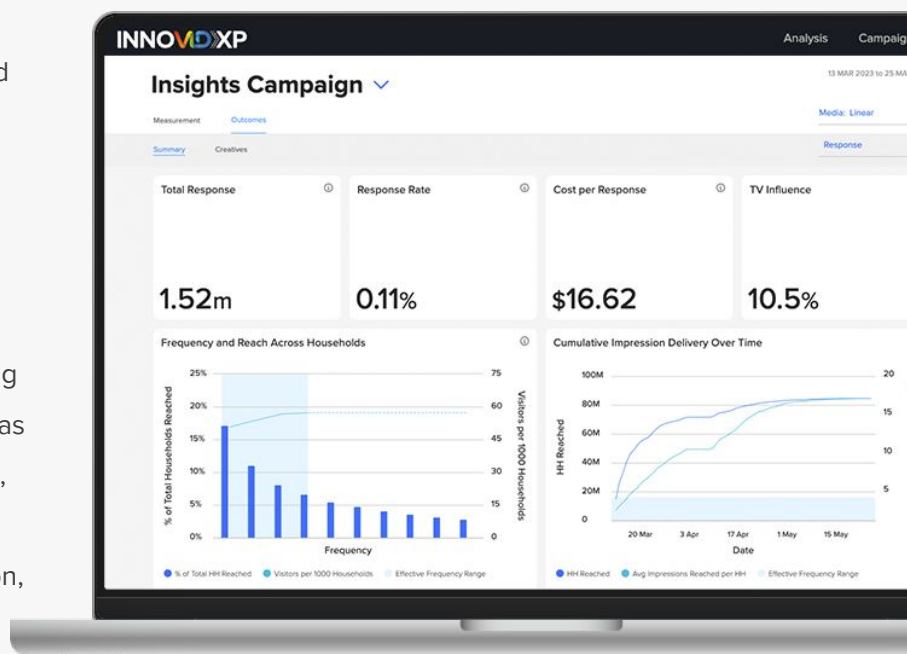 INNOVID XP
Analysis Campaig
d
Insights Campaign
13 MAR 2023 to 25 MA
Measurement Outcomes
Media: Linear
Summary Creatives
Response
Total Response
Response Rate
Cost per Response
TV Influence
1.52m
0.11%
$16.62
10.5%
g
as
,
n,
Frequency and Reach Across Households
25%
20%
15%
10%
5%
0%
% of Total Households Reached
75
60
45
30
15
0
Visitors per 1000 Households
Frequency
% of Total HH Reached Visitors per 1000 Households Effective Frequency Range
Cumulative Impression Delivery Over Time
100M
80M
60M
40M
20M
0
HH Reached
20
15
10
5
20 Mar 3 Apr 17 Apr 1 May 15 May
Date
HH Reached Avg Impressions Reached per HH Effective Frequency Range